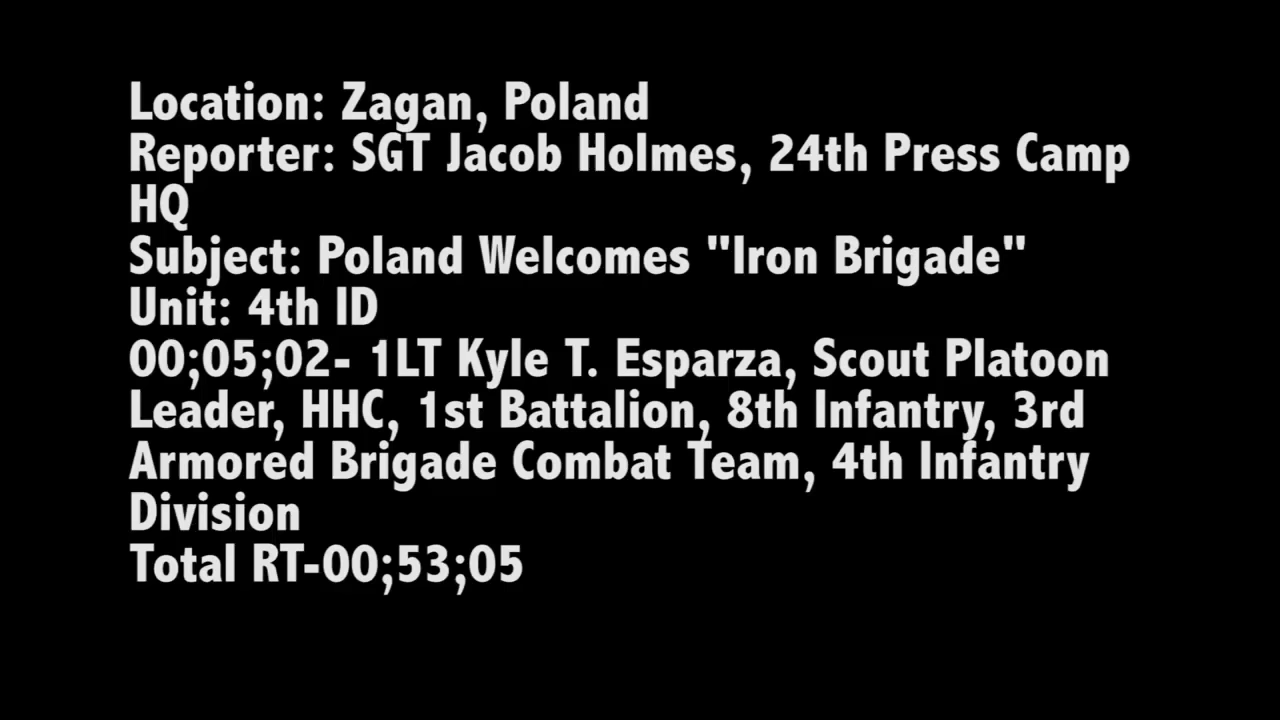 Location: Zagan, Poland
Reporter: SGT Jacob Holmes, 24th Press Camp
HQ
Subject: Poland Welcomes "Iron Brigade"
Unit: 4th ID
00;05;02- 1LT Kyle T. Esparza, Scout Platoon
Leader, HHC, 1st Battalion, 8th Infantry, 3rd
Armored Brigade Combat Team, 4th Infantry
Division
Total RT-00;53;05